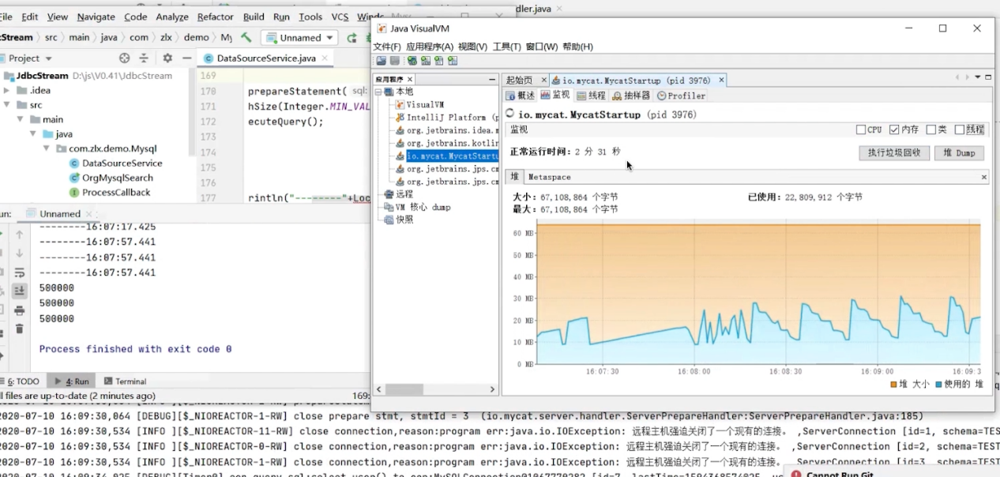 File Edit View Navigate Code Analyze Refactor Build Run Tools VCS
dler.java
cStream src main java com zlx demo Unnamed
Project
DataSourceService.java
JdbcStream D:\js\V0.41\JdbcStream
.idea
src
main
java
com.zlx.demo.Mysql
DataSourceService
OrgMysqlSearch
ProcessCallback
169
170 prepareStatement( sql:
171 hSize(Integer.MIN_VAL
172 ecuteQuery();
173
174
175
176
177 rintln("---------"+Loc
un: Unnamed
--------16:07:17.425
--------16:07:57.441
--------16:07:57.441
--------16:07:57.441
500000
500000
500000
Process finished with exit code 0
6: TODO 4: Run Terminal
ll files are up-to-date (2 minutes ago)
169:
Java VisualVM
文件(F) 应用程序(A) 视图(V) 工具(T) 窗口(W) 帮助(H)
应用程序
本地
VisualVM
IntelliJ Platform (p
org.jetbrains.idea.m
org.jetbrains.kotlin
io.mycat.MycatStartu
org.jetbrains.jps.cm
org.jetbrains.jps.cm
远程
VM 核心 dump
快照
起始页 io.mycat.MycatStartup (pid 3976)
概述 监视 线程 抽样器 Profiler
io.mycat.MycatStartup (pid 3976)
监视 CPU 内存 类 线程
正常运行时间: 2 分 31 秒
执行垃圾回收 堆 Dump
堆 Metaspace
大小: 67,108,864 个字节 已使用: 22,809,912 个字节
最大: 67,108,864 个字节
60 MB
50 MB
40 MB
30 MB
20 MB
10 MB
0 MB
16:07:30 16:08:00 16:08:30 16:09:00 16:09:3
堆 大小 使用的 堆
2020-07-10 16:09:30,064 [DEBUG][$_NIOREACTOR-1-RW] close prepare stmt, stmtId = 3 (io.mycat.server.handler.ServerPrepareHandler:ServerPrepareHandler.java:185)
2020-07-10 16:09:30,534 [INFO ][$_NIOREACTOR-11-RW] close connection,reason:program err:java.io.IOException: 远程主机强迫关闭了一个现有的连接。 ,ServerConnection [id=1, schema=TES
2020-07-10 16:09:30,534 [INFO ][$_NIOREACTOR-0-RW] close connection,reason:program err:java.io.IOException: 远程主机强迫关闭了一个现有的连接。 ,ServerConnection [id=2, schema=TEST
2020-07-10 16:09:30,534 [INFO ][$_NIOREACTOR-1-RW] close connection,reason:program err:java.io.IOException: 远程主机强迫关闭了一个现有的连接。 ,ServerConnection [id=3, schema=TEST
Cannot Run Git